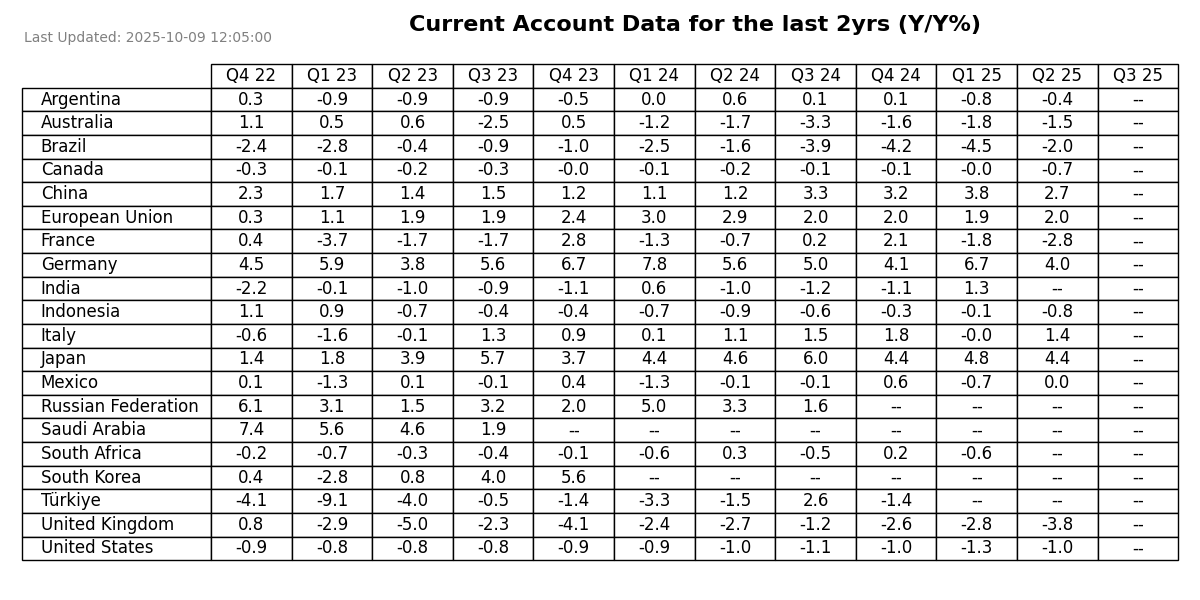 Current Account Data for the last 2yrs (Y/Y%)
Last Updated: 2025-10-09 12:05:00
Q4 22 Q1 23 Q2 23 Q3 23 Q4 23 Q1 24 Q2 24 Q3 24 Q4 24 Q1 25 Q2 25 Q3 25
Argentina 0.3 -0.9 -0.9 -0.9 -0.5 0.0 0.6 0.1 0.1 -0.8 -0.4 --
Australia 1.1 0.5 0.6 -2.5 0.5 -1.2 -1.7 -3.3 -1.6 -1.8 -1.5 --
Brazil -2.4 -2.8 -0.4 -0.9 -1.0 -2.5 -1.6 -3.9 -4.2 -4.5 -2.0 --
Canada -0.3 -0.1 -0.2 -0.3 -0.0 -0.1 -0.2 -0.1 -0.1 -0.0 -0.7 --
China 2.3 1.7 1.4 1.5 1.2 1.1 1.2 3.3 3.2 3.8 2.7 --
European Union 0.3 1.1 1.9 1.9 2.4 3.0 2.9 2.0 2.0 1.9 2.0 --
France 0.4 -3.7 -1.7 -1.7 2.8 -1.3 -0.7 0.2 2.1 -1.8 -2.8 --
Germany 4.5 5.9 3.8 5.6 6.7 7.8 5.6 5.0 4.1 6.7 4.0 --
India -2.2 -0.1 -1.0 -0.9 -1.1 0.6 -1.0 -1.2 -1.1 1.3 -- --
Indonesia 1.1 0.9 -0.7 -0.4 -0.4 -0.7 -0.9 -0.6 -0.3 -0.1 -0.8 --
Italy -0.6 -1.6 -0.1 1.3 0.9 0.1 1.1 1.5 1.8 -0.0 1.4 --
Japan 1.4 1.8 3.9 5.7 3.7 4.4 4.6 6.0 4.4 4.8 4.4 --
Mexico 0.1 -1.3 0.1 -0.1 0.4 -1.3 -0.1 -0.1 0.6 -0.7 0.0 --
Russian Federation 6.1 3.1 1.5 3.2 2.0 5.0 3.3 1.6 -- -- -- --
Saudi Arabia 7.4 5.6 4.6 1.9 -- -- -- -- -- -- -- --
South Africa -0.2 -0.7 -0.3 -0.4 -0.1 -0.6 0.3 -0.5 0.2 -0.6 -- --
South Korea 0.4 -2.8 0.8 4.0 5.6 -- -- -- -- -- -- --
Türkiye -4.1 -9.1 -4.0 -0.5 -1.4 -3.3 -1.5 2.6 -1.4 -- -- --
United Kingdom 0.8 -2.9 -5.0 -2.3 -4.1 -2.4 -2.7 -1.2 -2.6 -2.8 -3.8 --
United States -0.9 -0.8 -0.8 -0.8 -0.9 -0.9 -1.0 -1.1 -1.0 -1.3 -1.0 --